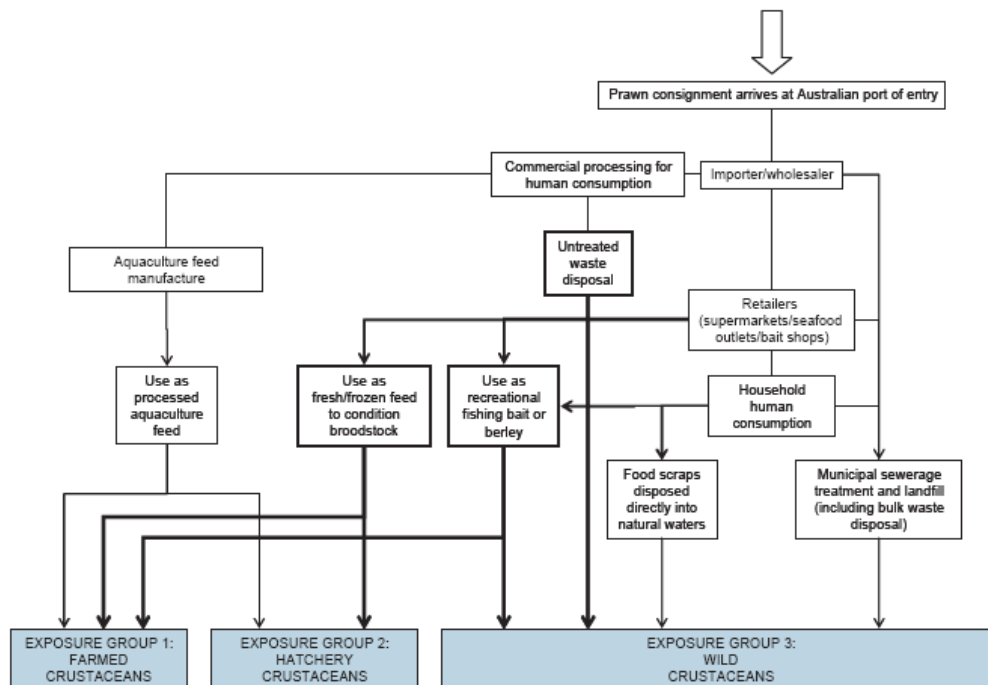 Prawn consignment arrives at Australian port of entry
Commercial processing for
human consumption
Importer/wholesaler
Untreated
waste
disposal
Aquaculture feed
manufacture
Retailers
(supermarkets/seafood
outlets/bait shops)
Use as
processed
aquaculture
feed
Use as
fresh/frozen feed
to condition
broodstock
Use as
recreational
fishing bait or
berley
Household
human
consumption
Food scraps
disposed
directly into
natural waters
Municipal sewerage
treatment and landfill
(including bulk waste
disposal)
EXPOSURE GROUP 1:
FARMED
CRUSTACEANS
EXPOSURE GROUP 2:
HATCHERY
CRUSTACEANS
EXPOSURE GROUP 3:
WILD
CRUSTACEANS